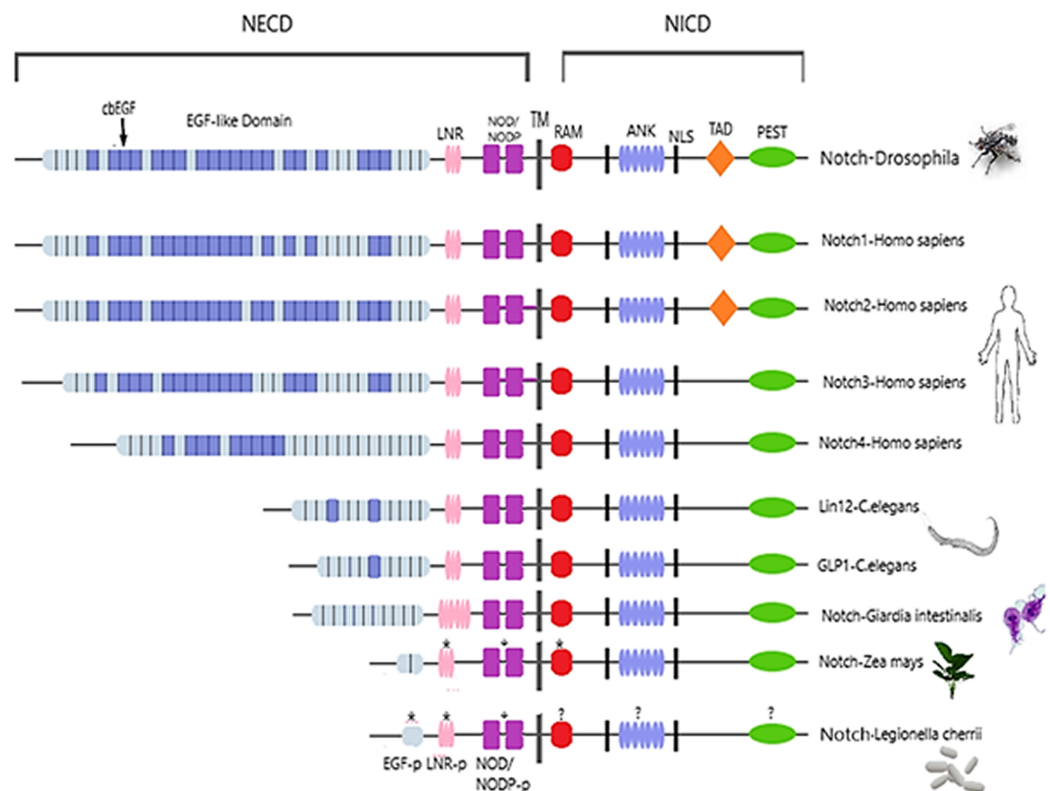 NECD NICD
cbEGF
EGF-like Domain
LNR
NOD/
NODP
TM
RAM
ANK
NLS
TAD
PEST
Notch-Drosophila
Notch1-Homo sapiens
Notch2-Homo sapiens
Notch3-Homo sapiens
Notch4-Homo sapiens
Lin12-C.elegans
GLP1-C.elegans
Notch-Giardia intestinalis
* * *
Notch-Zea mays
* * * ? ? ?
Notch-Legionella cherrii
EGF-p LNR-p NOD/
NODP-p